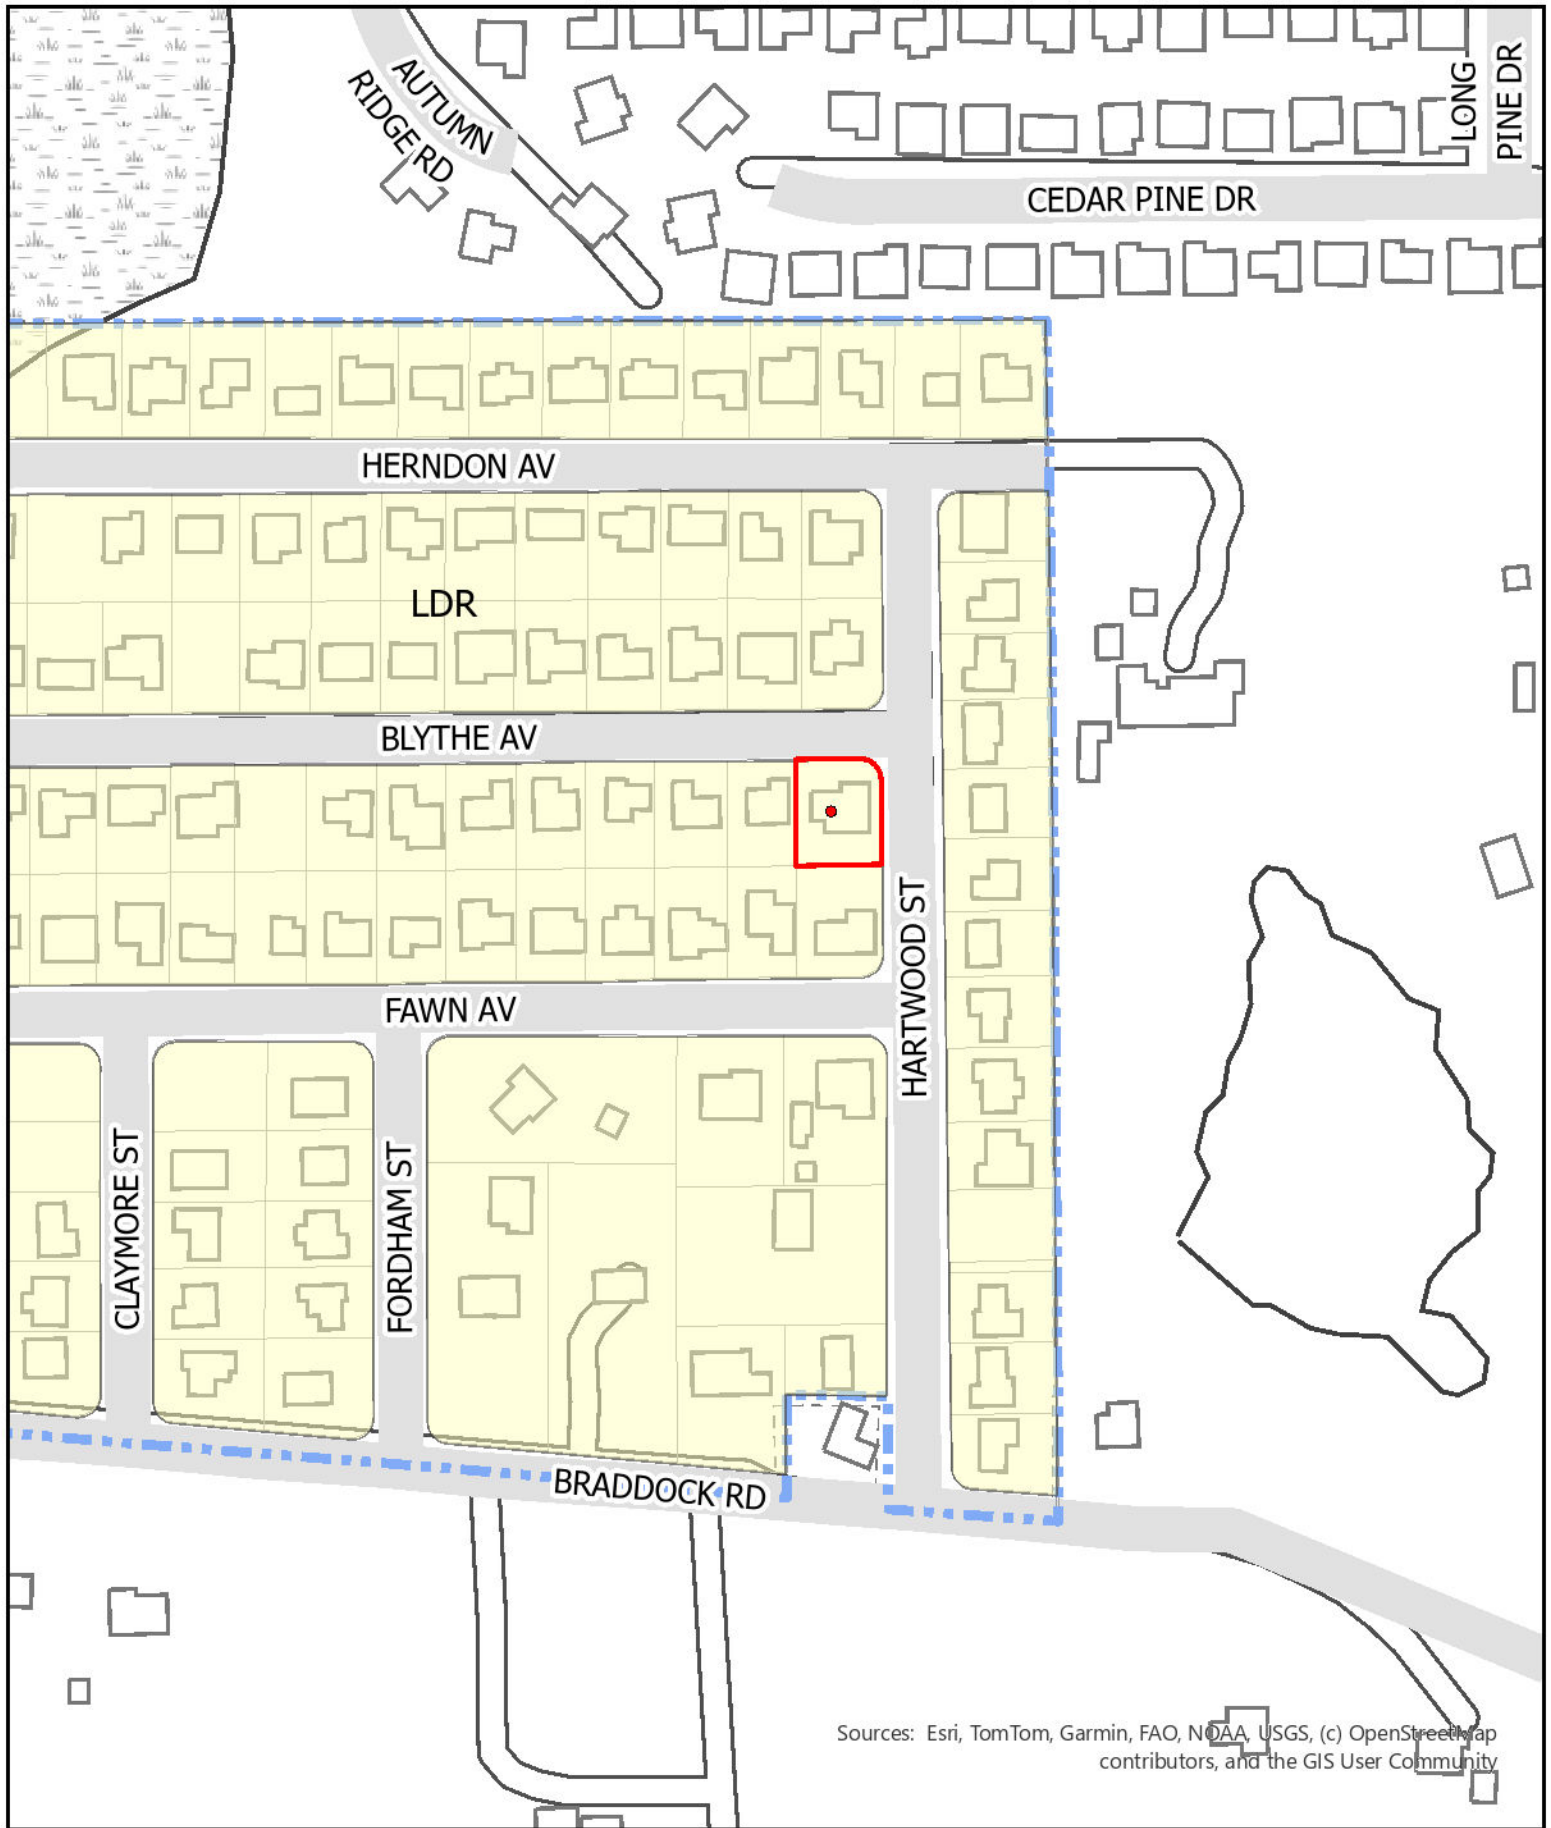 AUTUMN
RIDGE RD
LONG
PINE DR
CEDAR PINE DR
HERNDON AV
LDR
BLYTHE AV
HARTWOOD ST
FAWN AV
CLAYMORE ST
FORDHAM ST
BRADDOCK RD
Sources: Esri, TomTom, Garmin, FAO, NOAA, USGS, (c) OpenStreetMap
contributors, and the GIS User Community